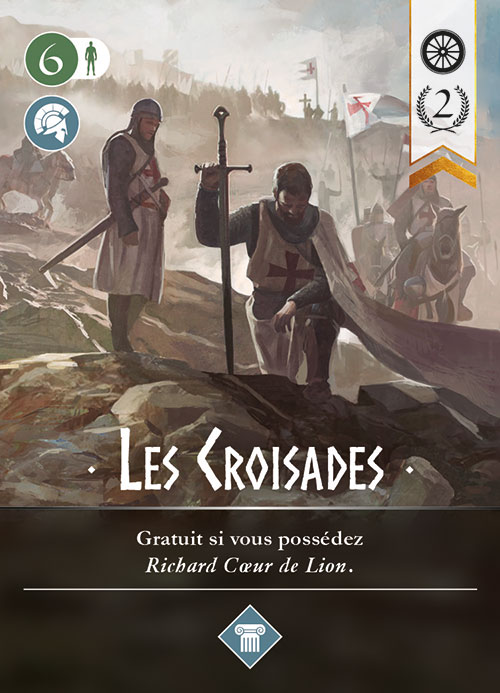 6
2
Les Croisades
Gratuit si vous possédez
Richard Cœur de Lion.